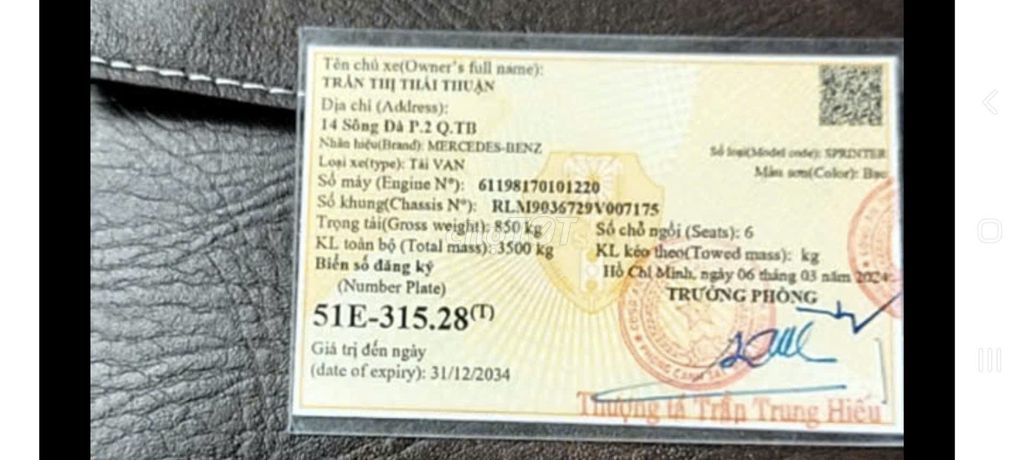 Tên chủ xe(Owner's full name):
TRẦN THỊ THÁI THUẬN
Địa chỉ (Address):
14 Sông Đà P.2 Q.TB
Nhãn hiệu(Brand): MERCEDES-BENZ
Số loại(Model code): SPRINTER
Loại xe(type): Tải VAN
Màu sơn(Color): Bạc
Số máy (Engine N°): 61198170101220
Số khung(Chassis N°): RLM9036729V007175
Trọng tải(Gross weight): 850 kg
Số chỗ ngồi (Seats): 6
KL toàn bộ (Total mass): 3500 kg
KL kéo theo(Towed mass): kg
Biển số đăng ký
(Number Plate)
Hồ Chí Minh, ngày 06 tháng 03 năm 2024
TRƯỞNG PHÒNG
51E-315.28(T)
Giá trị đến ngày
(date of expiry): 31/12/2034
Thượng tá Trần Trung Hiếu